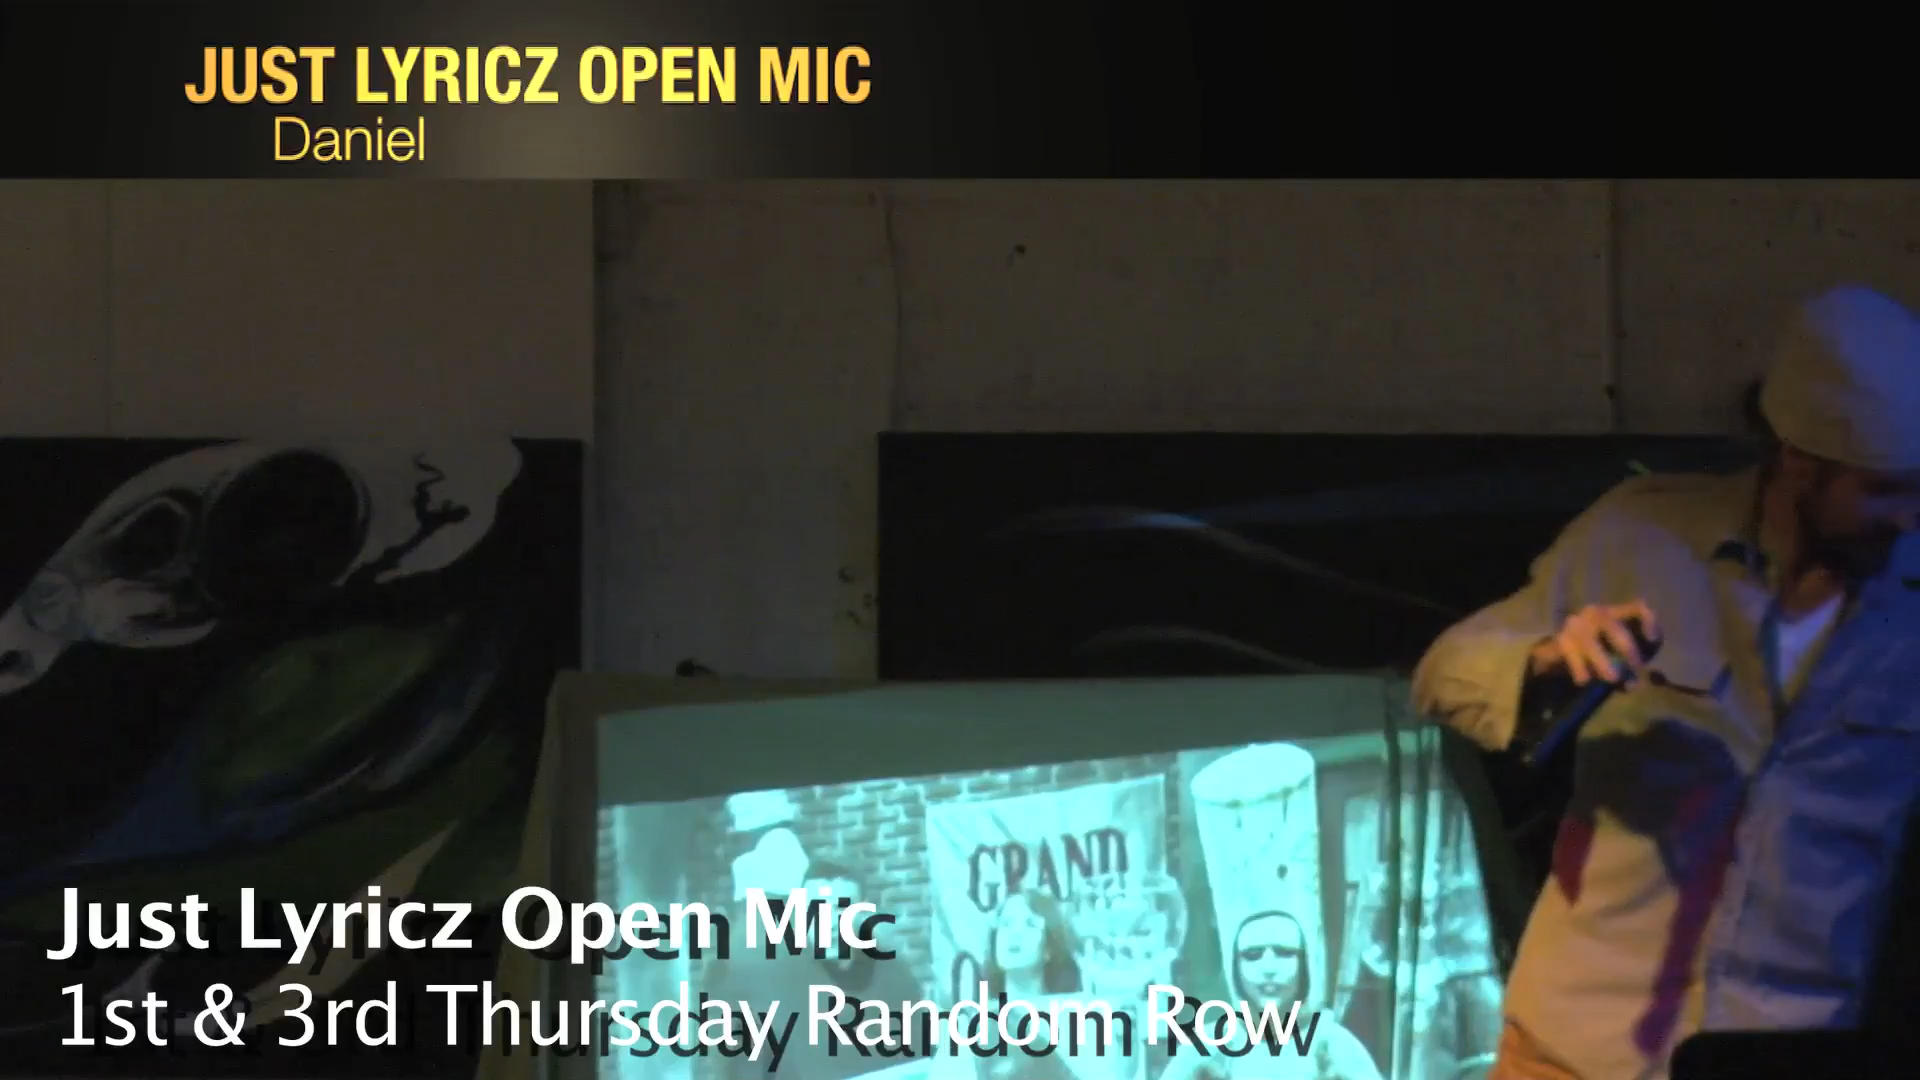 JUST LYRICZ OPEN MIC
Daniel
GRAND
Just Lyricz Open Mic
1st & 3rd Thursday Random Row